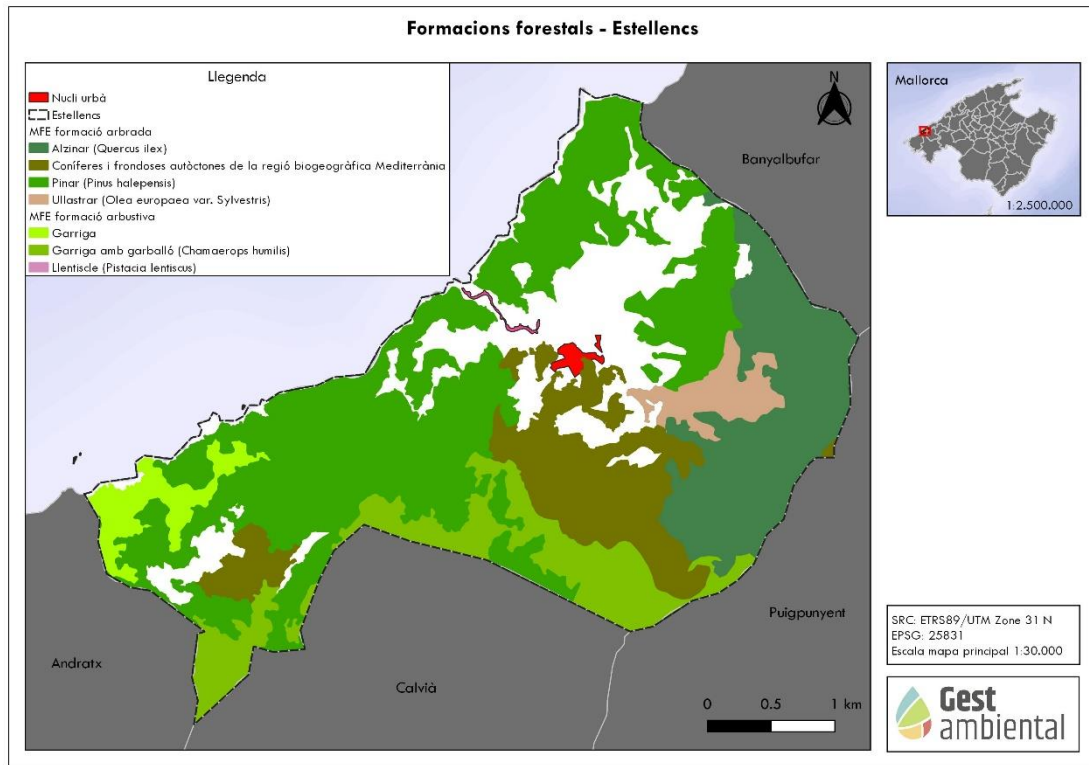 Formacions forestals - Estellencs
Llegenda
Nucli urbà
Estellencs
MFE formació arbrada
Alzinar (Quercus ilex)
Coníferes i frondoses autòctones de la regió biogeogràfica Mediterrània
Pinar (Pinus halepensis)
Ullastrar (Olea europaea var. Sylvestris)
MFE formació arbustiva
Garriga
Garriga amb garballó (Chamaerops humilis)
Llentiscle (Pistacia lentiscus)
N
Banyalbufar
Puigpunyent
Andratx
Calvià
0 0.5 1 km
Mallorca
1:2.500.000
SRC: ETRS89/UTM Zone 31 N
EPSG: 25831
Escala mapa principal 1:30.000
Gest
ambiental